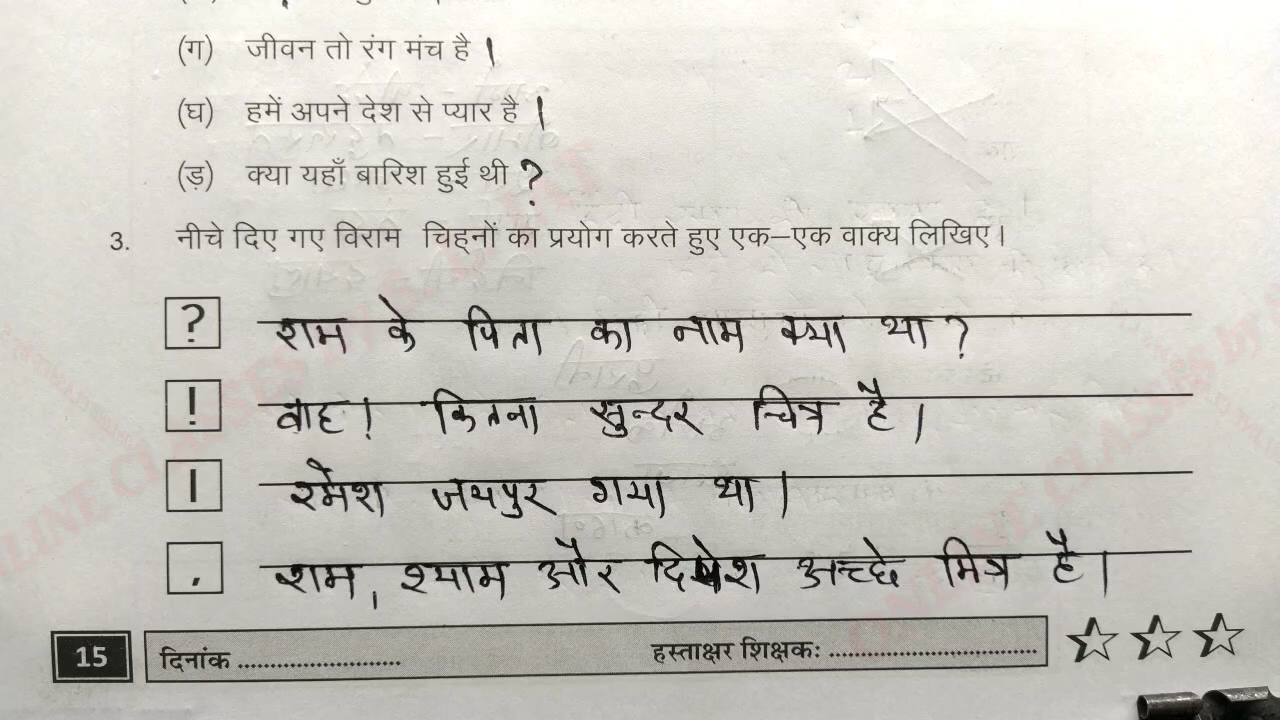 (ग) जीवन तो रंग मंच है ।
(घ) हमें अपने देश से प्यार है ।
(ड़) क्या यहाँ बारिश हुई थी ?
3. नीचे दिए गए विराम चिह्नों का प्रयोग करते हुए एक–एक वाक्य लिखिए।
? राम के पिता का नाम क्या था ?
! वाह! कितना सुन्दर चित्र है।
। रमेश जयपुर गया था।
, राम, श्याम और दिनेश अच्छे मित्र है।
15 दिनांक ........................ हस्ताक्षर शिक्षकः ...............................